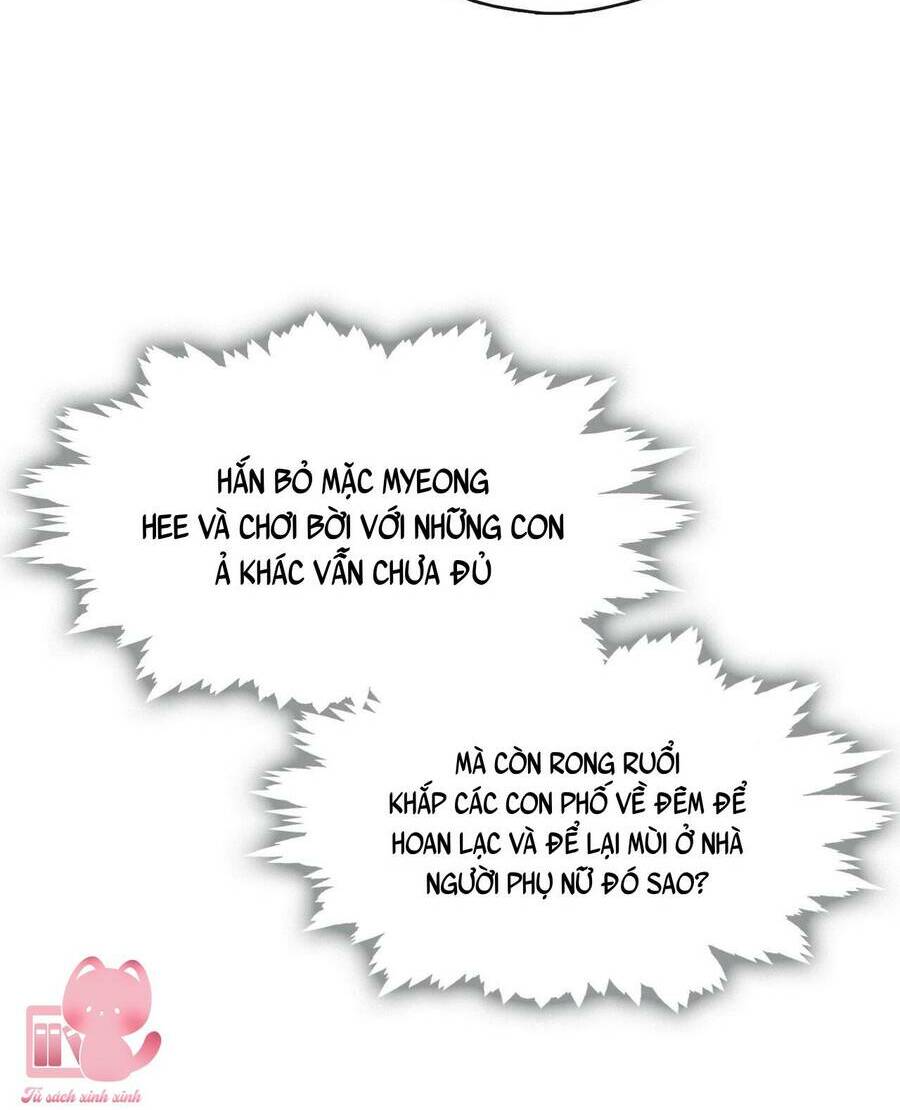 HẮN BỎ MẶC MYEONG
HEE VÀ CHƠI BỜI VỚI NHỮNG CON
Ả KHÁC VẪN CHƯA ĐỦ
MÀ CÒN RONG RUỔI
KHẮP CÁC CON PHỐ VỀ ĐÊM ĐỂ
HOAN LẠC VÀ ĐỂ LẠI MÙI Ở NHÀ
NGƯỜI PHỤ NỮ ĐÓ SAO?
Tủ sách xinh xinh